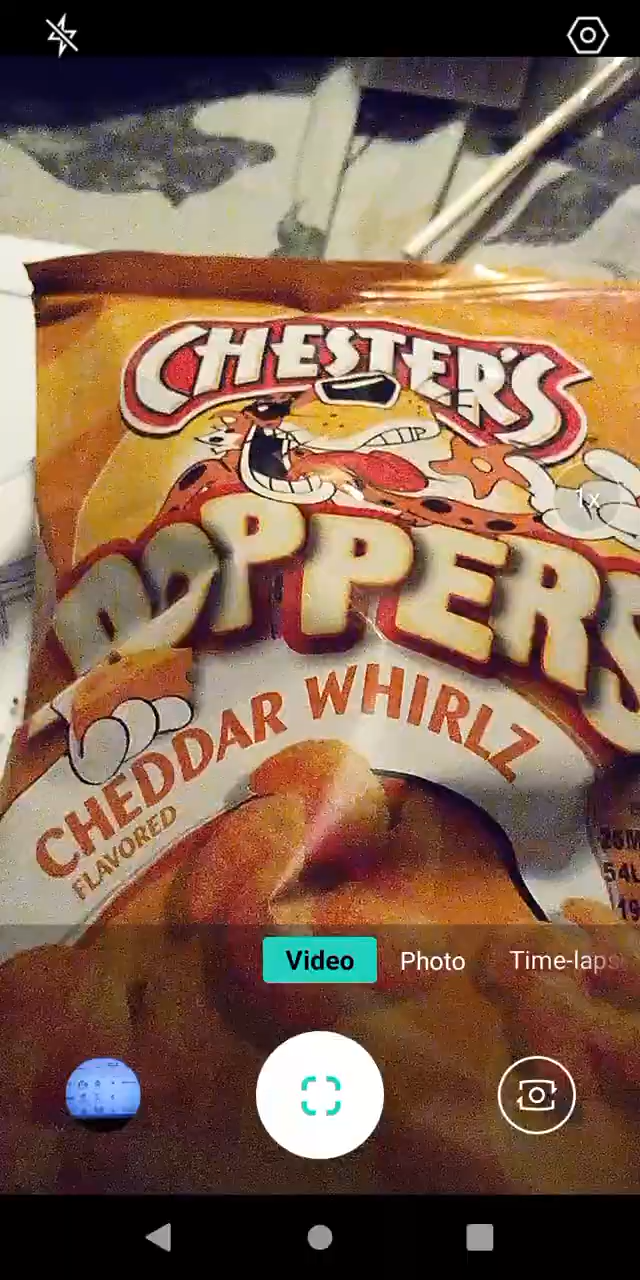 CHESTER'S
POPPERS
CHEDDAR WHIRLZ
FLAVORED
1x
Video Photo Time-laps